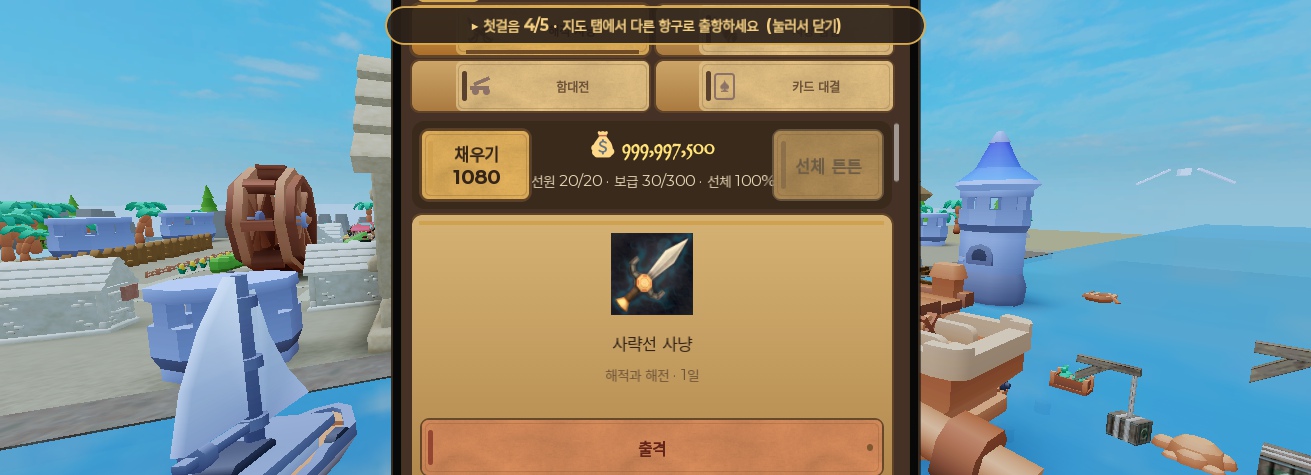 ▸ 첫걸음 4/5 · 지도 탭에서 다른 항구로 출항하세요 (눌러서 닫기)
함대전
카드 대결
채우기
1080
999,997,500
선원 20/20 · 보급 30/300 · 선체 100%
선체 튼튼
사략선 사냥
해적과 해전 · 1일
출격